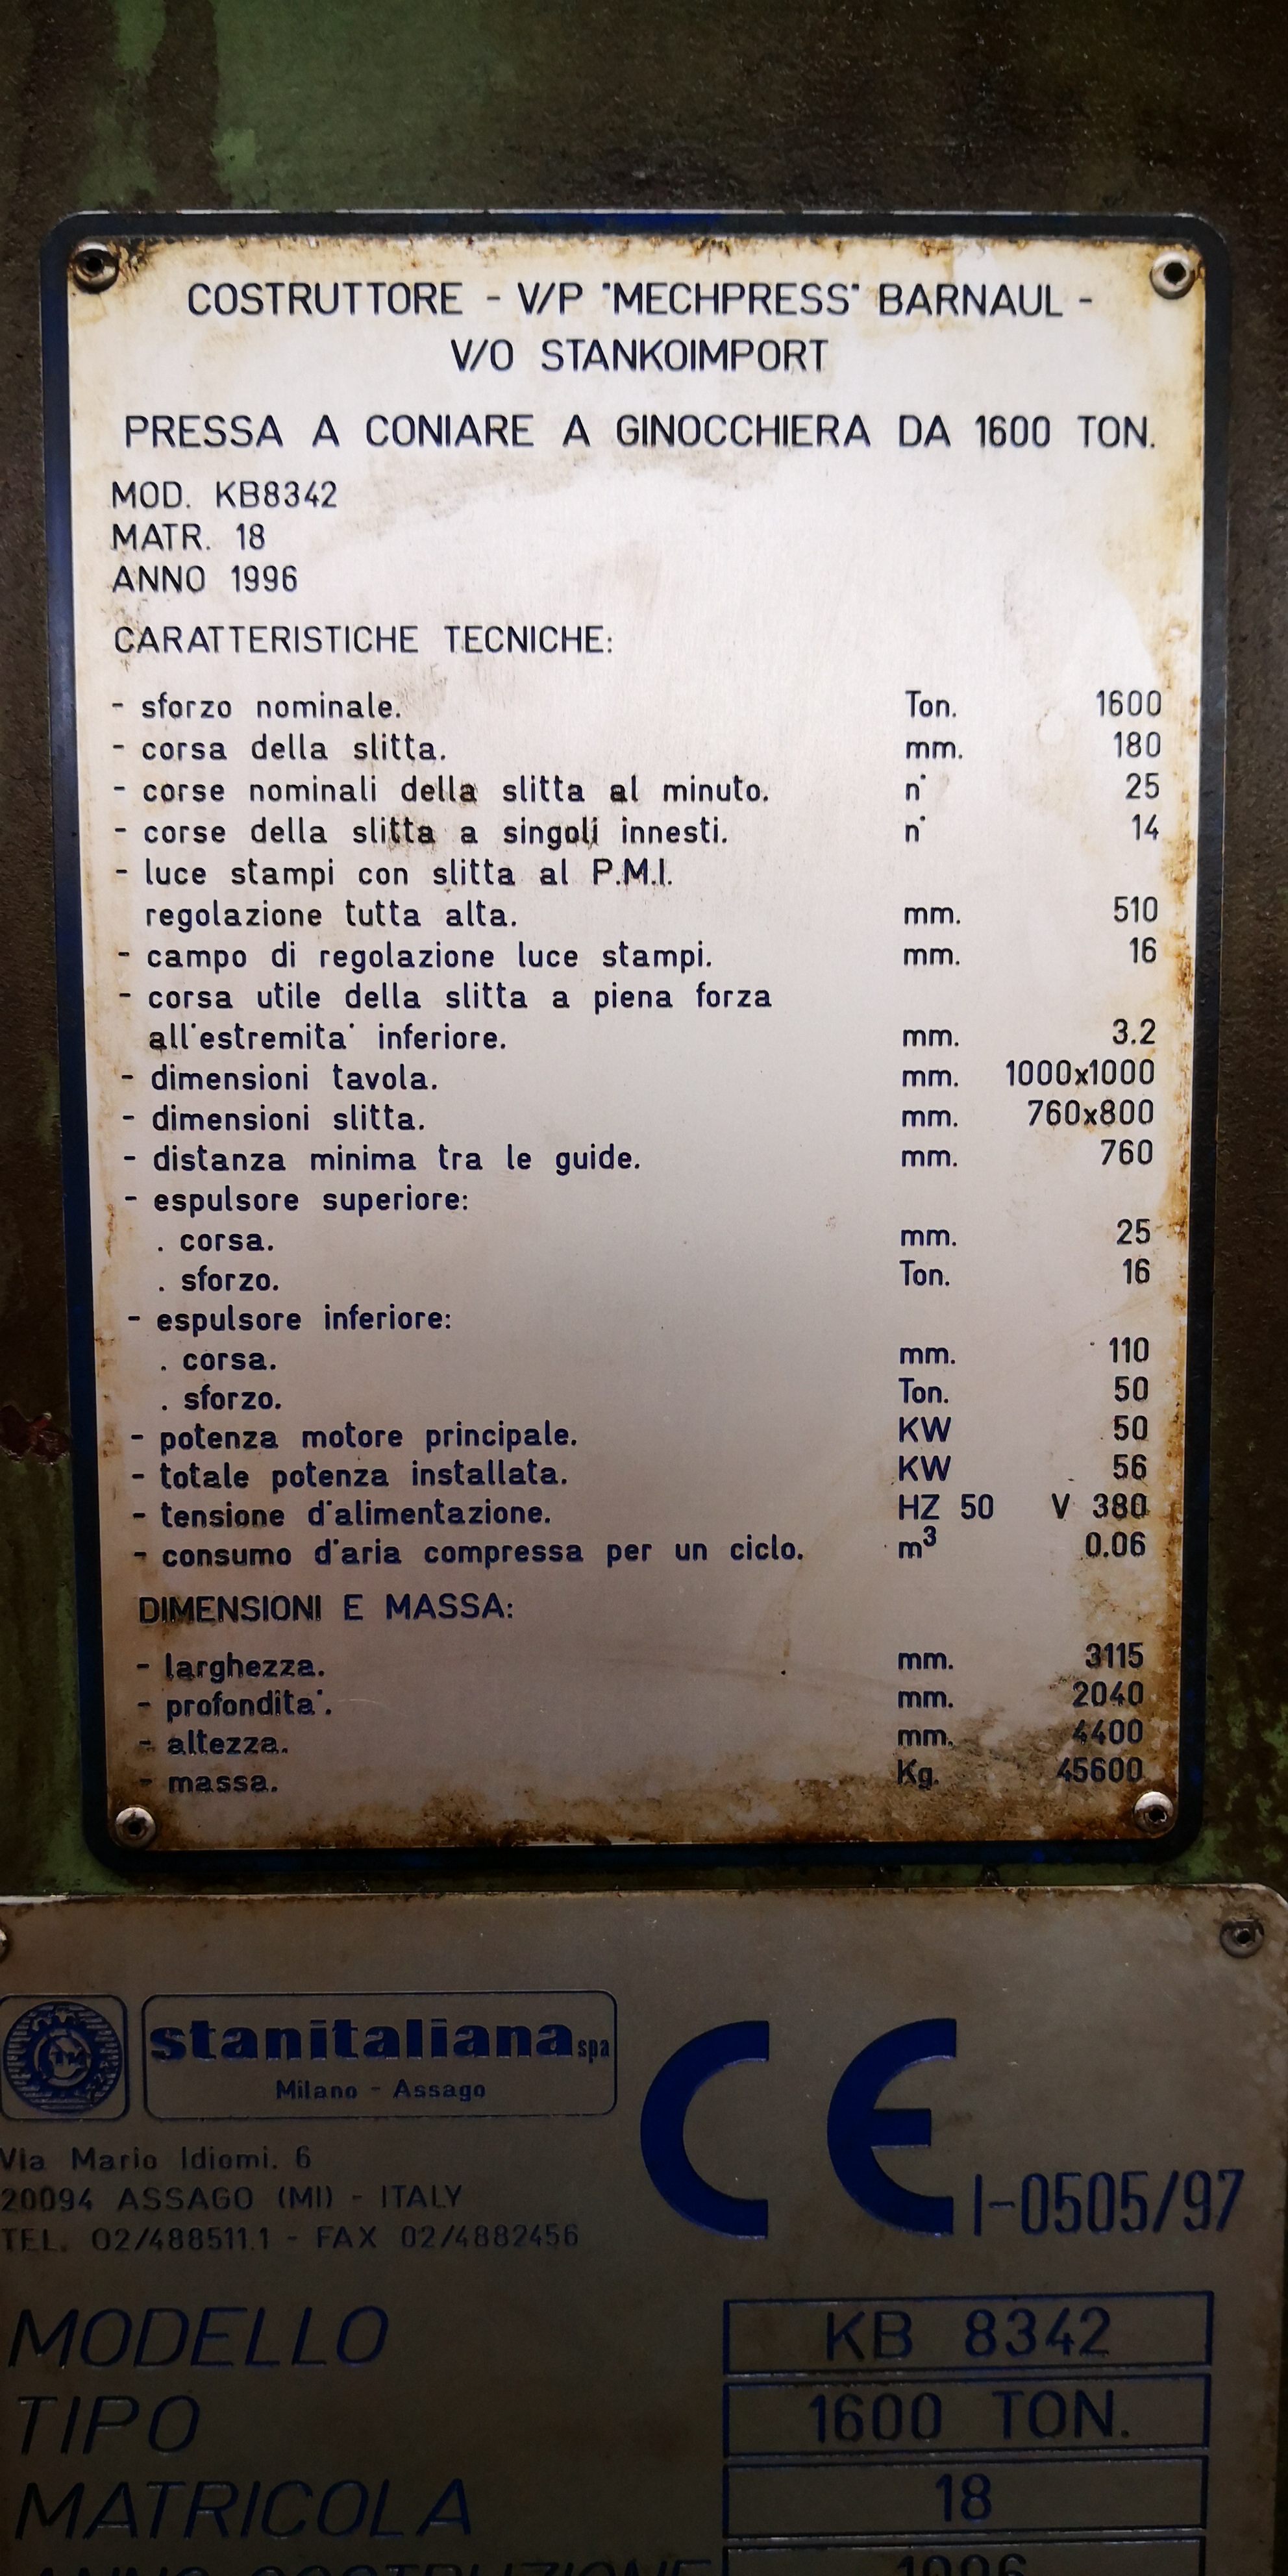 COSTRUTTORE - V/P "MECHPRESS" BARNAUL -
V/O STANKOIMPORT
PRESSA A CONIARE A GINOCCHIERA DA 1600 TON.
MOD. KB8342
MATR. 18
ANNO 1996
CARATTERISTICHE TECNICHE:
- sforzo nominale. Ton. 1600
- corsa della slitta. mm. 180
- corse nominali della slitta al minuto. n° 25
- corse della slitta a singoli innesti. n° 14
- luce stampi con slitta al P.M.I.
regolazione tutta alta. mm. 510
- campo di regolazione luce stampi. mm. 16
- corsa utile della slitta a piena forza
all'estremita' inferiore. mm. 3.2
- dimensioni tavola. mm. 1000x1000
- dimensioni slitta. mm. 760x800
- distanza minima tra le guide. mm. 760
- espulsore superiore:
. corsa. mm. 25
. sforzo. Ton. 16
- espulsore inferiore:
. corsa. mm. 110
. sforzo. Ton. 50
- potenza motore principale. KW 50
- totale potenza installata. KW 56
- tensione d'alimentazione. HZ 50 V 380
- consumo d'aria compressa per un ciclo. m³ 0.06
DIMENSIONI E MASSA:
- larghezza. mm. 3115
- profondita'. mm. 2040
- altezza. mm. 4400
- massa. Kg. 45600
stanitaliana spa
Milano - Assago
CE I-0505/97
Via Mario Idiomi. 6
20094 ASSAGO (MI) - ITALY
TEL. 02/488511.1 - FAX 02/4882456
MODELLO KB 8342
TIPO 1600 TON.
MATRICOLA 18
ANNO COSTRUZIONE 1996